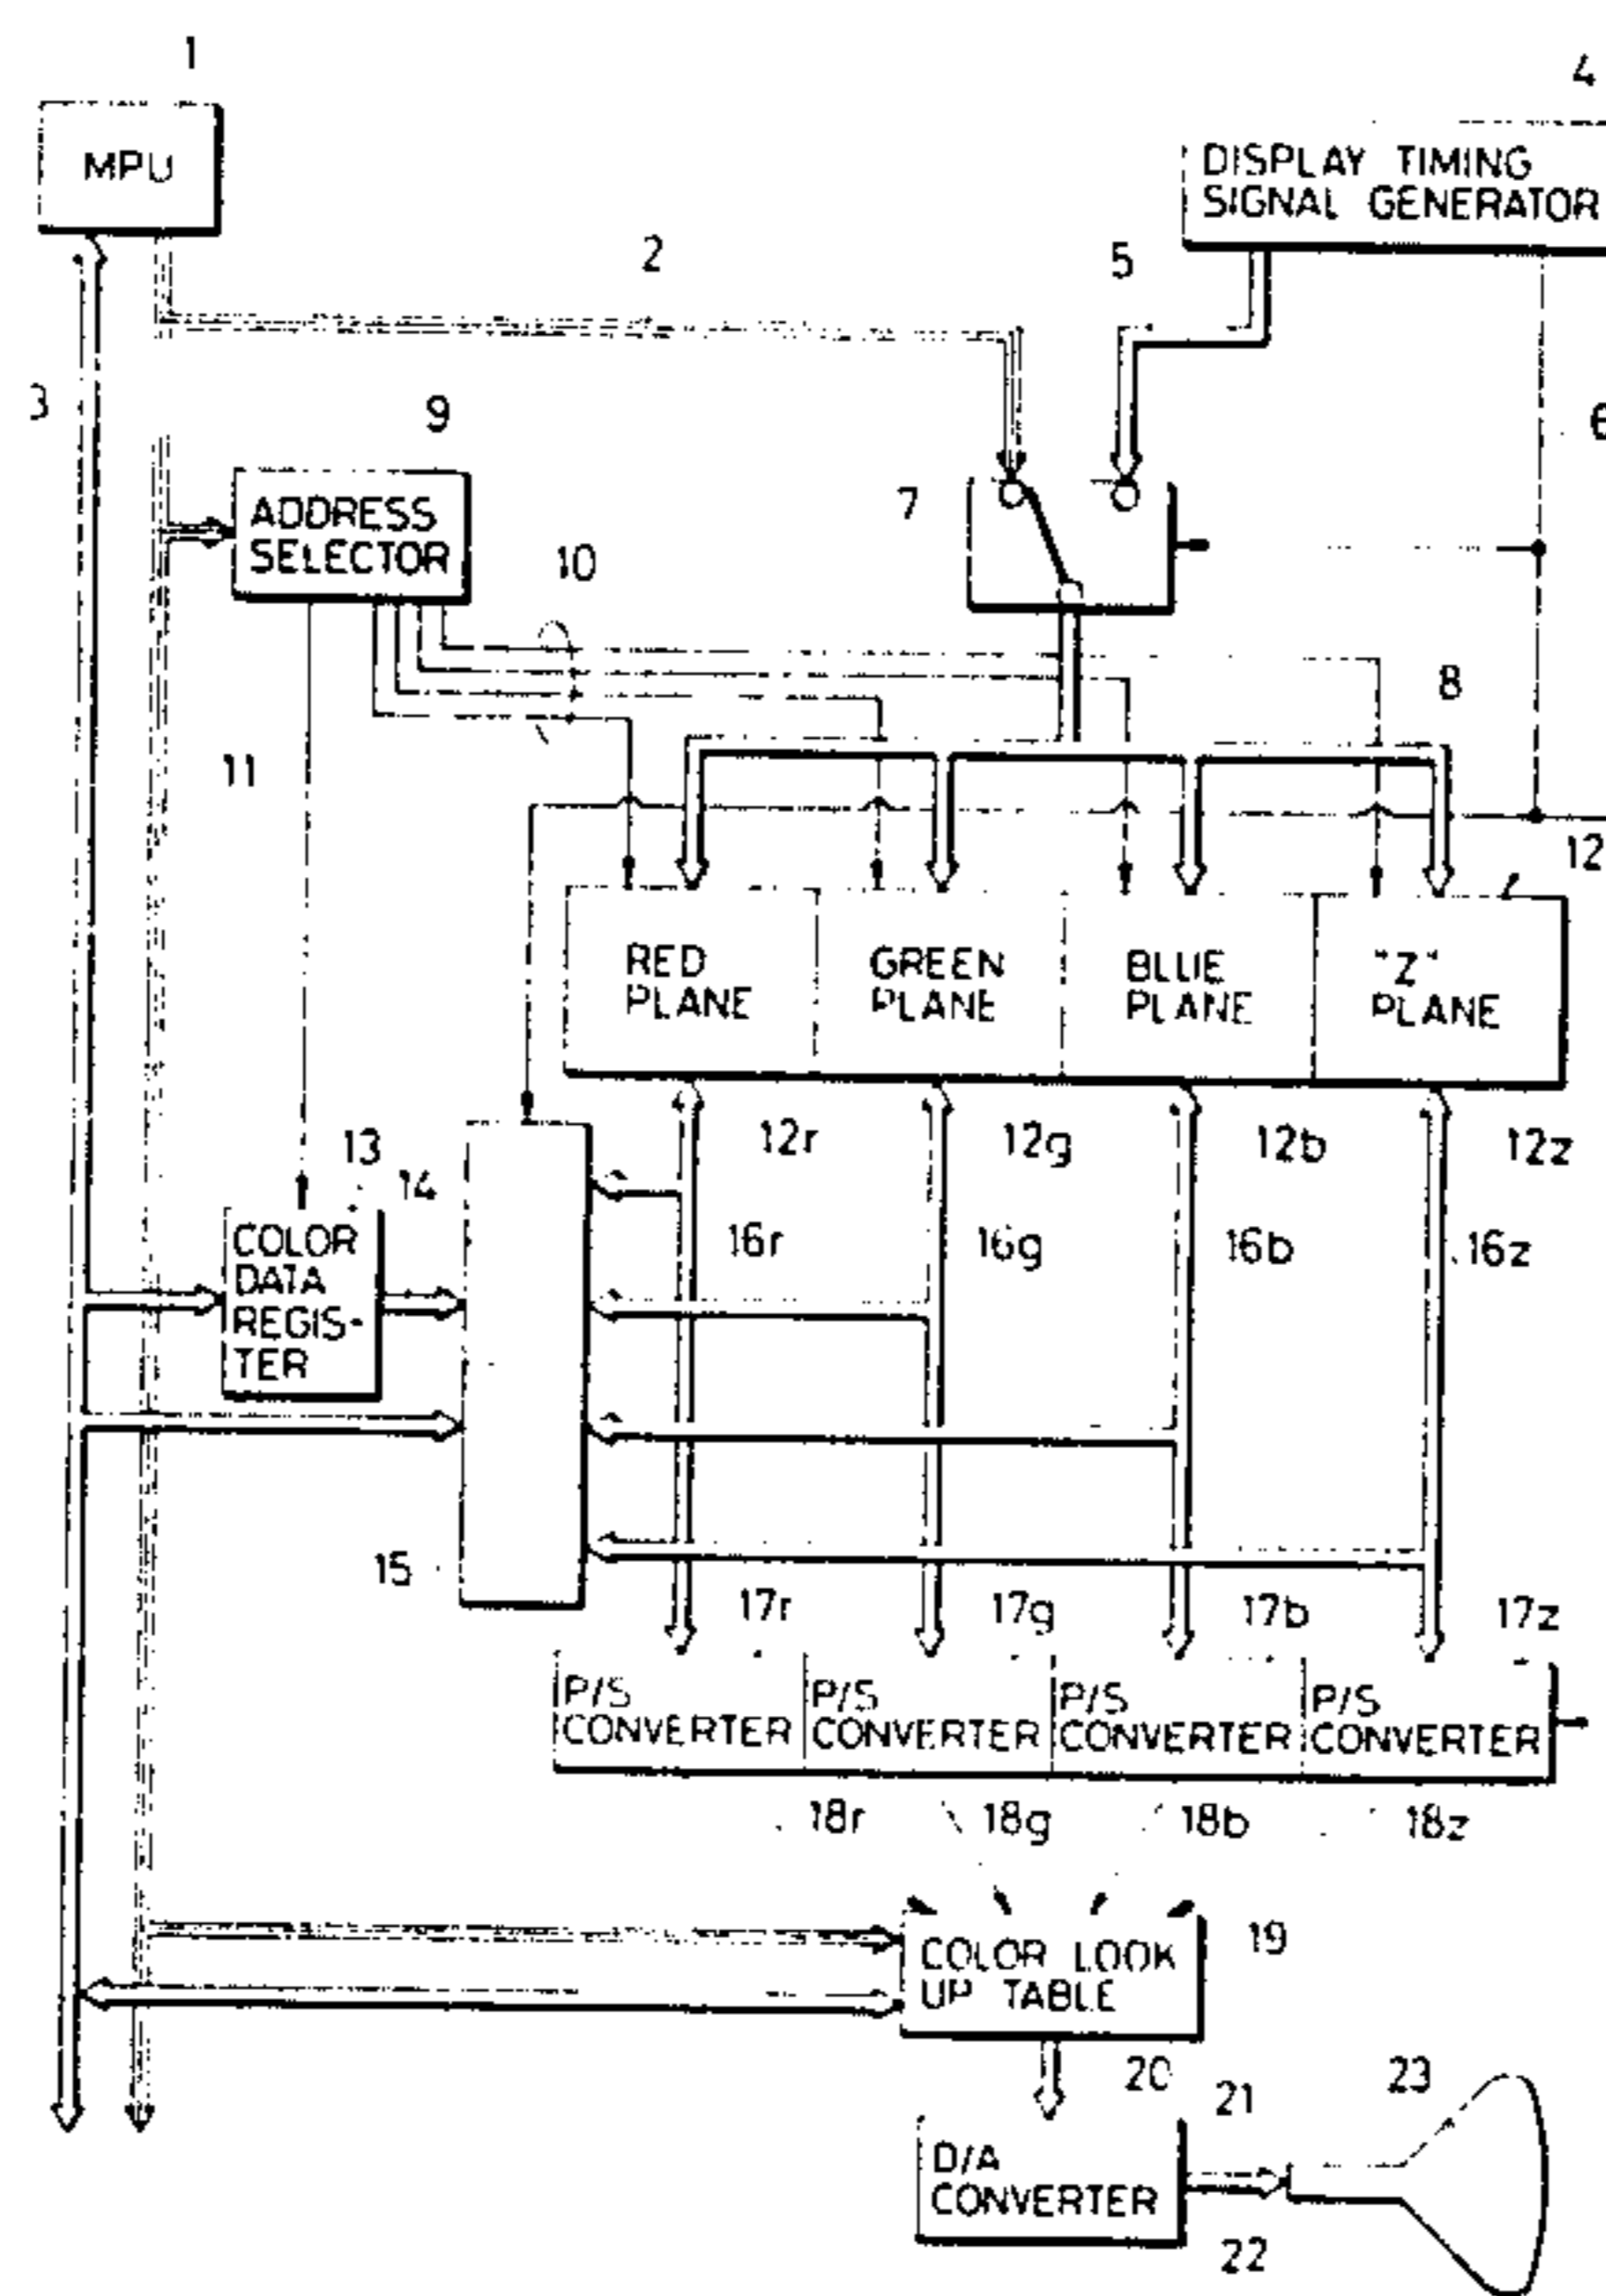 1
MPU
4
DISPLAY TIMING
SIGNAL GENERATOR
2
5
3
9
6
7
ADDRESS
SELECTOR
10
8
11
12
RED
PLANE
GREEN
PLANE
BLUE
PLANE
"Z"
PLANE
12r
12g
12b
12z
13
14
COLOR
DATA
REGIS-
TER
16r
16g
16b
16z
15
17r
17g
17b
17z
P/S
CONVERTER
P/S
CONVERTER
P/S
CONVERTER
P/S
CONVERTER
18r
18g
18b
18z
COLOR LOOK
UP TABLE
19
20
21
23
D/A
CONVERTER
22